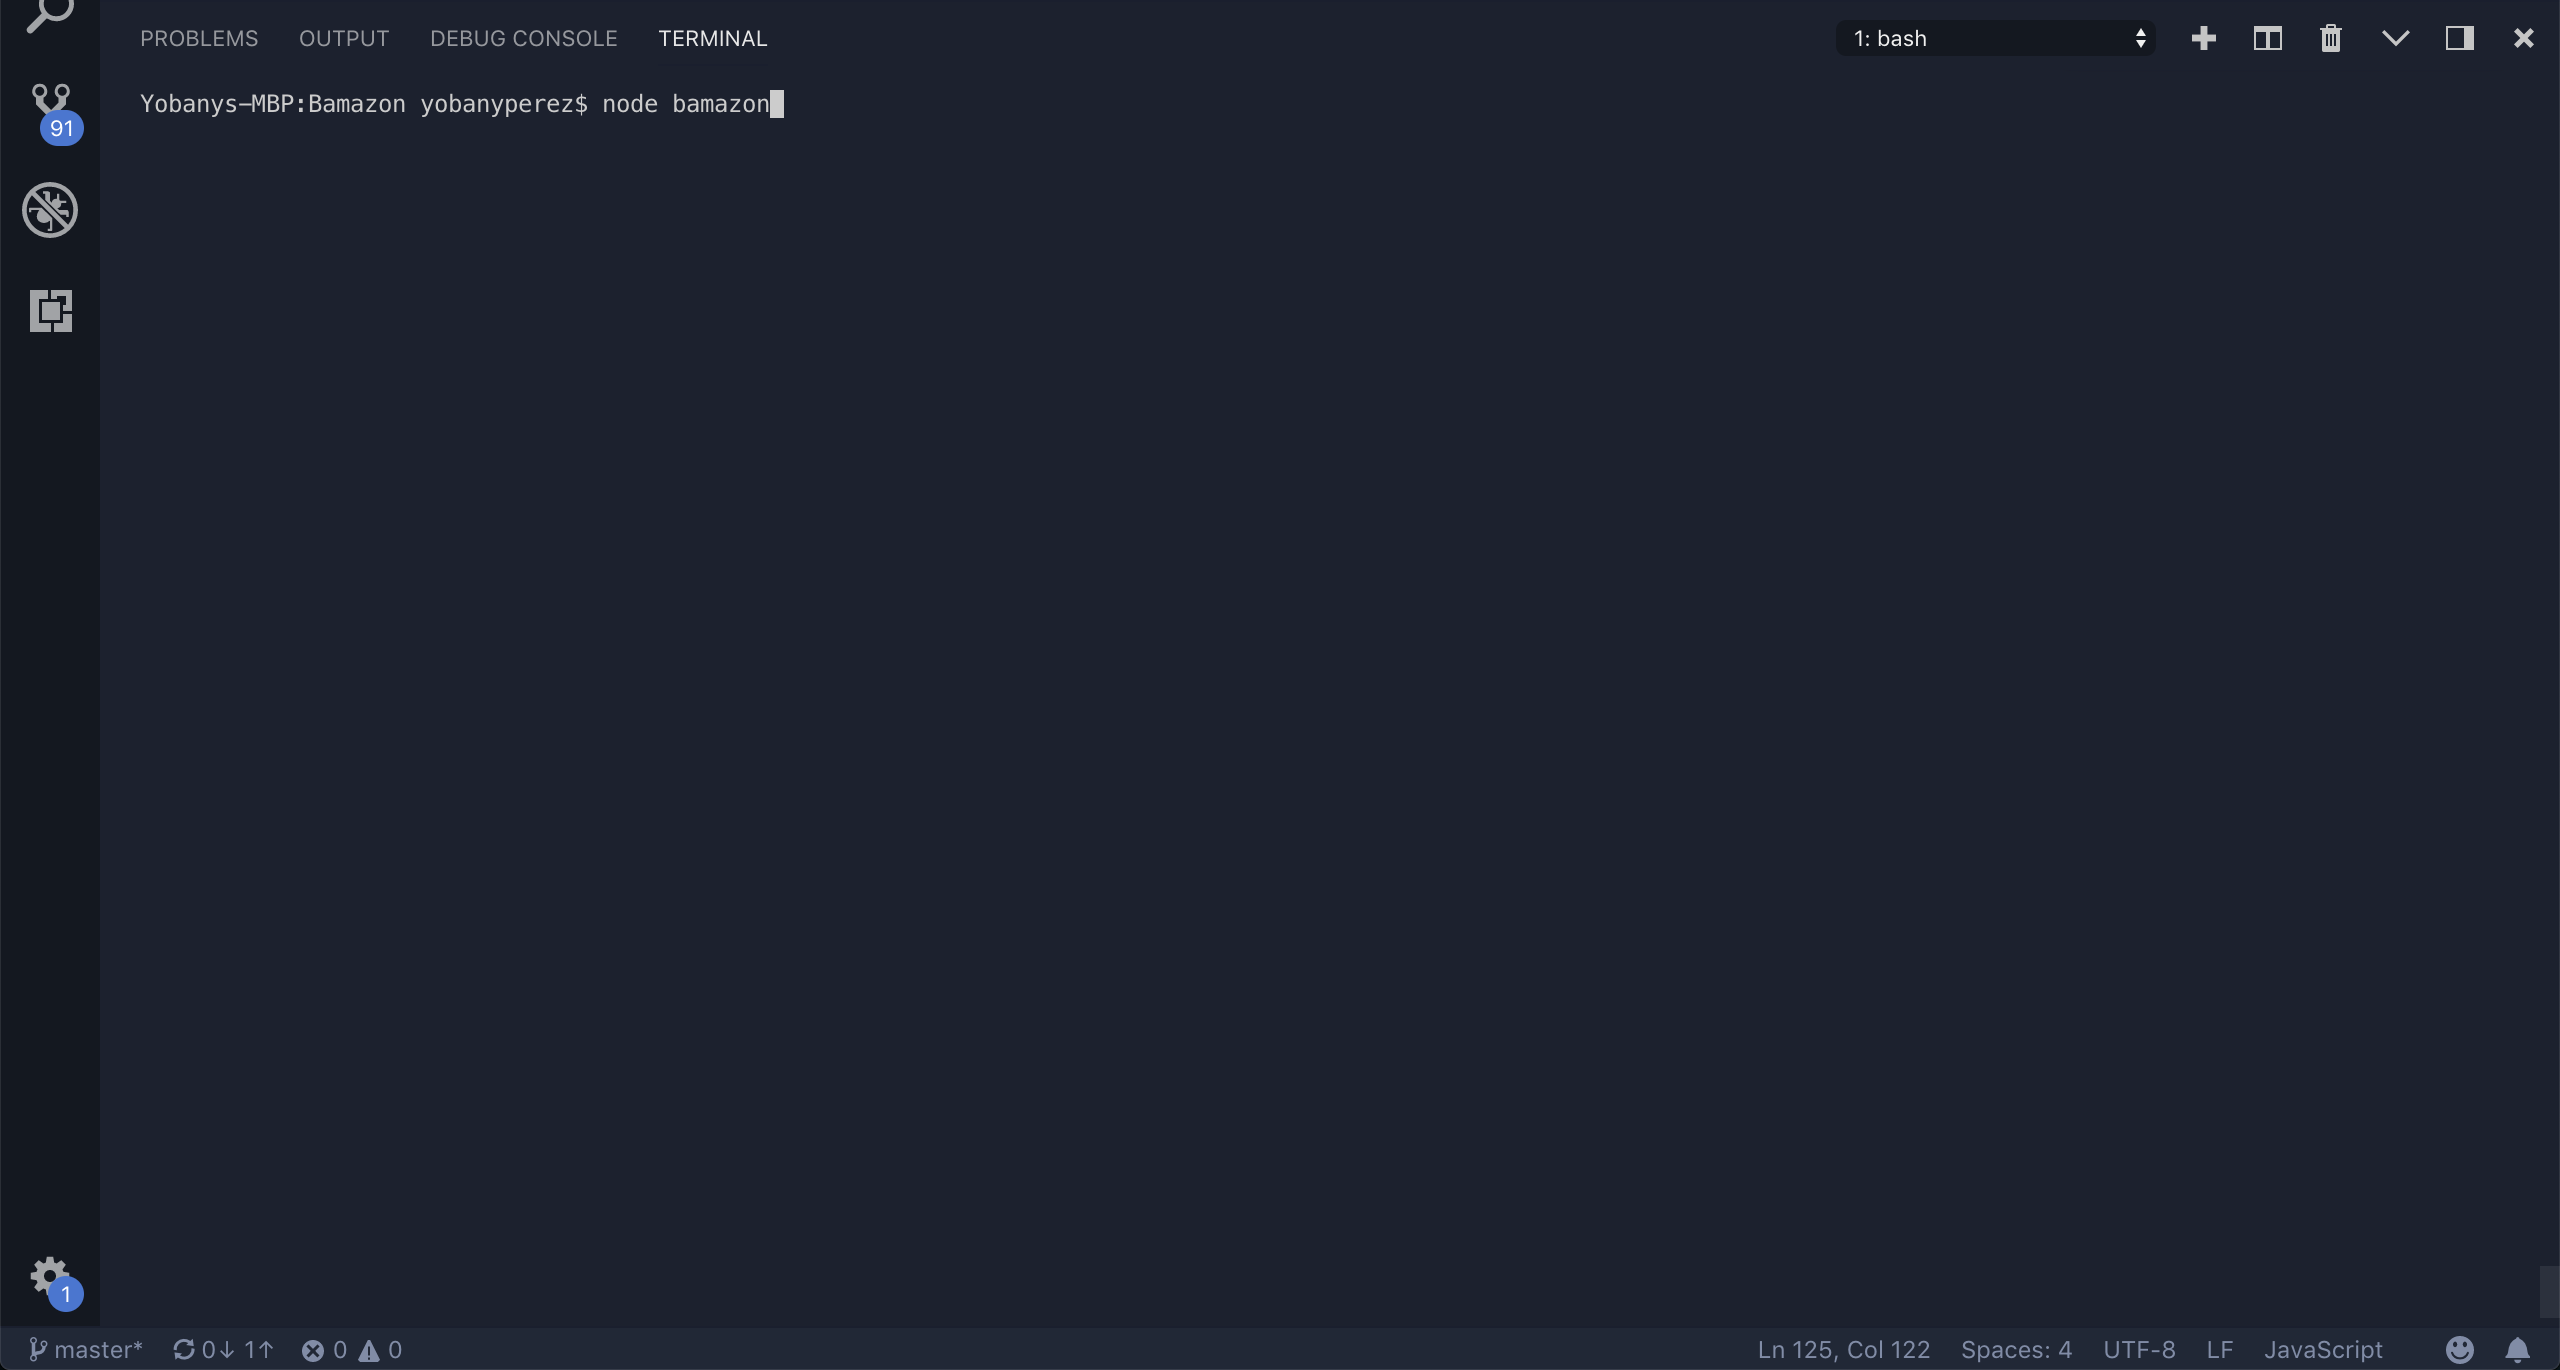 PROBLEMS OUTPUT DEBUG CONSOLE TERMINAL 1: bash
Yobanys-MBP:Bamazon yobanyperez$ node bamazon
91
1
master* 0↓ 1↑ 0 0 Ln 125, Col 122 Spaces: 4 UTF-8 LF JavaScript